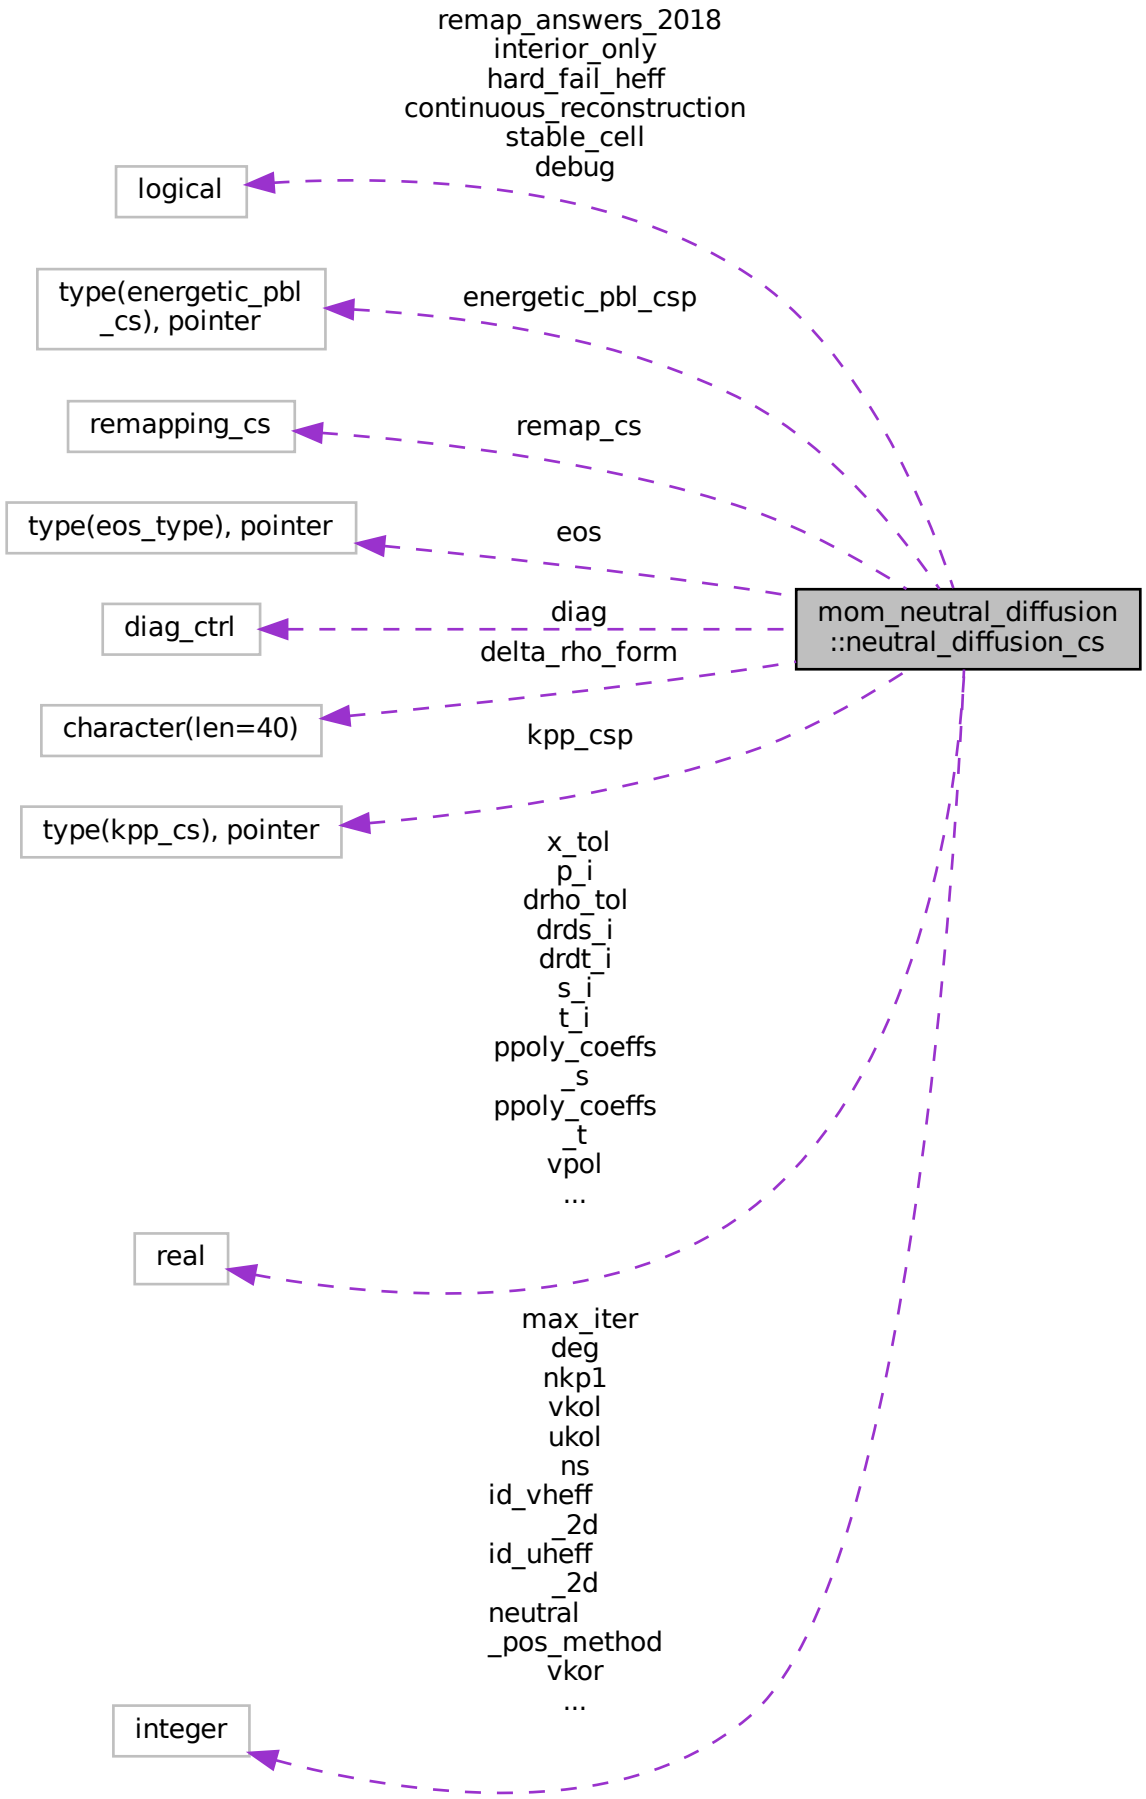 remap_answers_2018
interior_only
hard_fail_heff
continuous_reconstruction
stable_cell
debug
logical
type(energetic_pbl
_cs), pointer
energetic_pbl_csp
remapping_cs
remap_cs
type(eos_type), pointer
eos
diag_ctrl
diag
mom_neutral_diffusion
::neutral_diffusion_cs
delta_rho_form
character(len=40)
kpp_csp
type(kpp_cs), pointer
x_tol
p_i
drho_tol
drds_i
drdt_i
s_i
t_i
ppoly_coeffs
_s
ppoly_coeffs
_t
vpol
...
real
max_iter
deg
nkp1
vkol
ukol
ns
id_vheff
_2d
id_uheff
_2d
neutral
_pos_method
vkor
...
integer